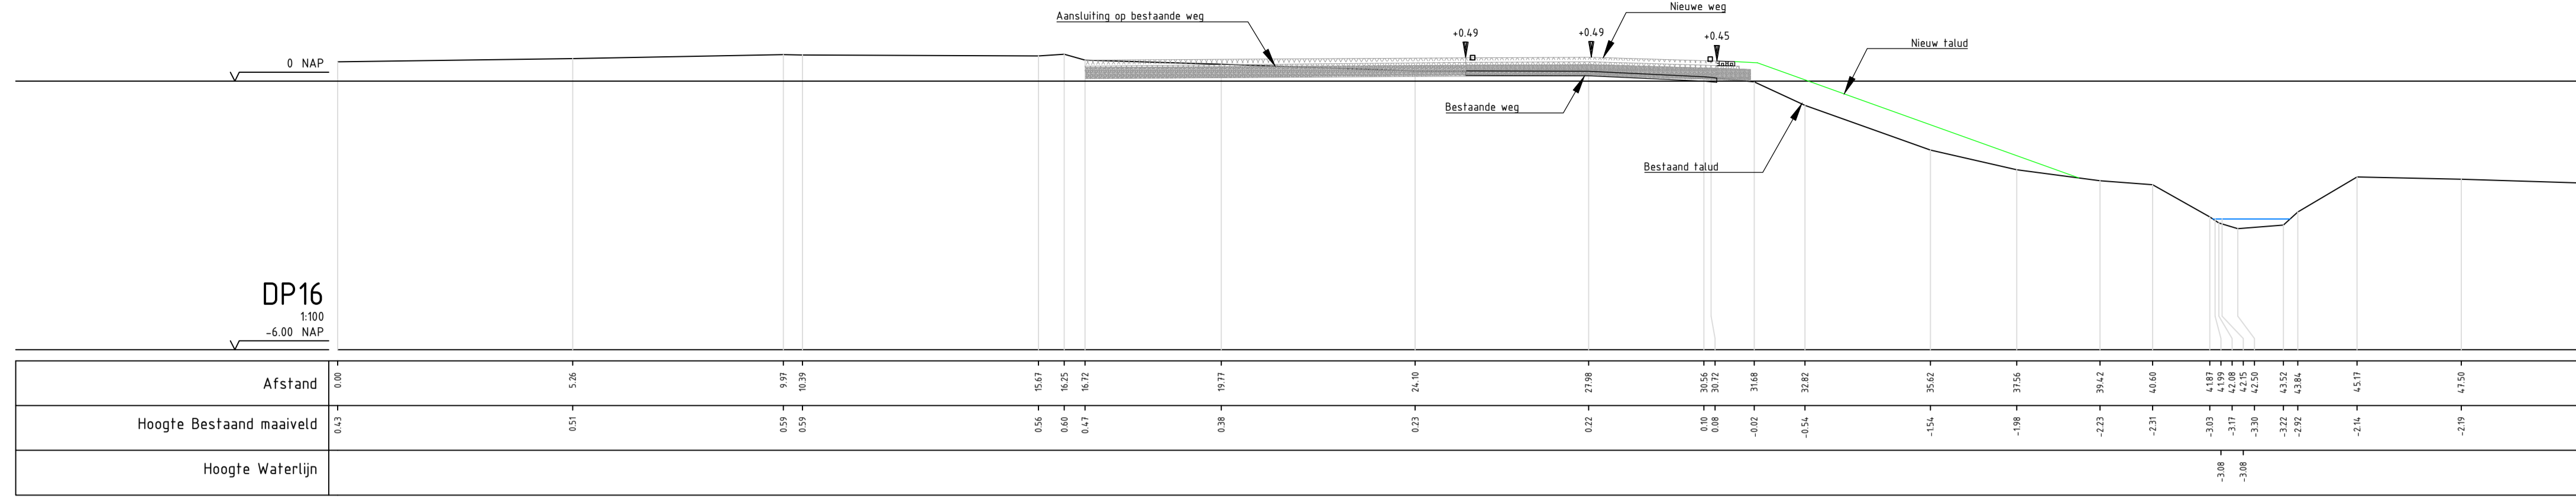 Nieuwe weg
Aansluiting op bestaande weg
+0.49
+0.49
+0.45
Nieuw talud
0 NAP
Bestaande weg
Bestaand talud
DP16
1:100
-6.00 NAP
Afstand 0.00 5.26 9.97 10.39 15.67 16.25 16.72 19.77 24.10 27.98 30.56 30.72 31.68 32.82 35.62 37.56 39.42 40.60 41.87 41.99 42.08 42.15 42.50 43.52 43.84 45.17 47.50
Hoogte Bestaand maaiveld 0.43 0.51 0.59 0.59 0.56 0.60 0.47 0.38 0.23 0.22 0.10 0.08 -0.02 -0.54 -1.54 -1.98 -2.23 -2.31 -3.03 -3.17 -3.30 -3.22 -2.92 -2.14 -2.19
Hoogte Waterlijn -3.08 -3.08